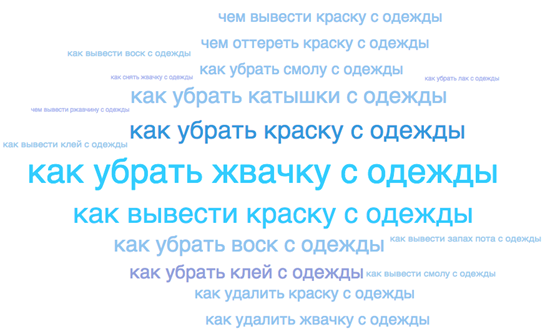 чем вывести краску с одежды
чем оттереть краску с одежды
как вывести воск с одежды
как убрать смолу с одежды
как снять жвачку с одежды
как убрать лак с одежды
как убрать катышки с одежды
чем вывести ржавчину с одежды
как убрать краску с одежды
как вывести клей с одежды
как убрать жвачку с одежды
как вывести краску с одежды
как вывести запах пота с одежды
как убрать воск с одежды
как убрать клей с одежды
как вывести смолу с одежды
как удалить краску с одежды
как удалить жвачку с одежды